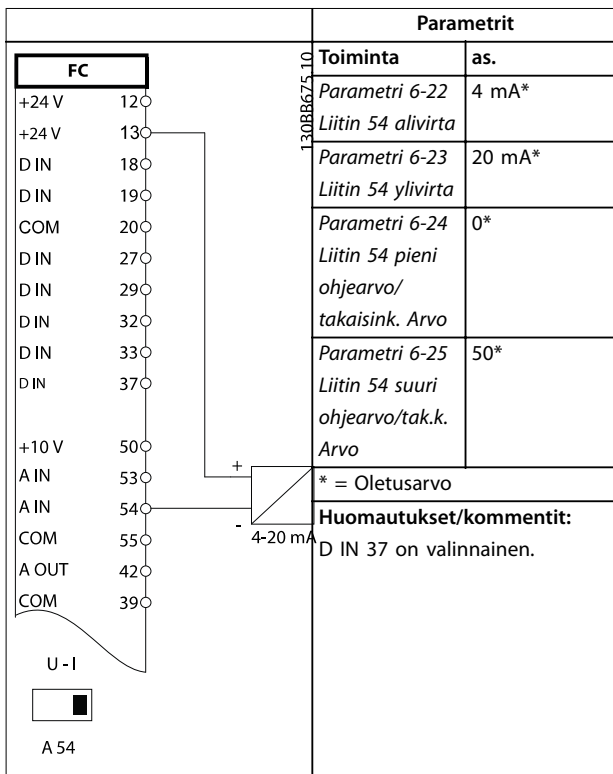 FC
+24 V 12
+24 V 13
D IN 18
D IN 19
COM 20
D IN 27
D IN 29
D IN 32
D IN 33
D IN 37
+10 V 50
A IN 53
A IN 54
COM 55
A OUT 42
COM 39
+
-
4-20 mA
U - I
A 54
130BB675.10
Parametrit
Toiminta as.
Parametri 6-22 4 mA*
Liitin 54 alivirta
Parametri 6-23 20 mA*
Liitin 54 ylivirta
Parametri 6-24 0*
Liitin 54 pieni
ohjearvo/
takaisink. Arvo
Parametri 6-25 50*
Liitin 54 suuri
ohjearvo/tak.k.
Arvo
* = Oletusarvo
Huomautukset/kommentit:
D IN 37 on valinnainen.